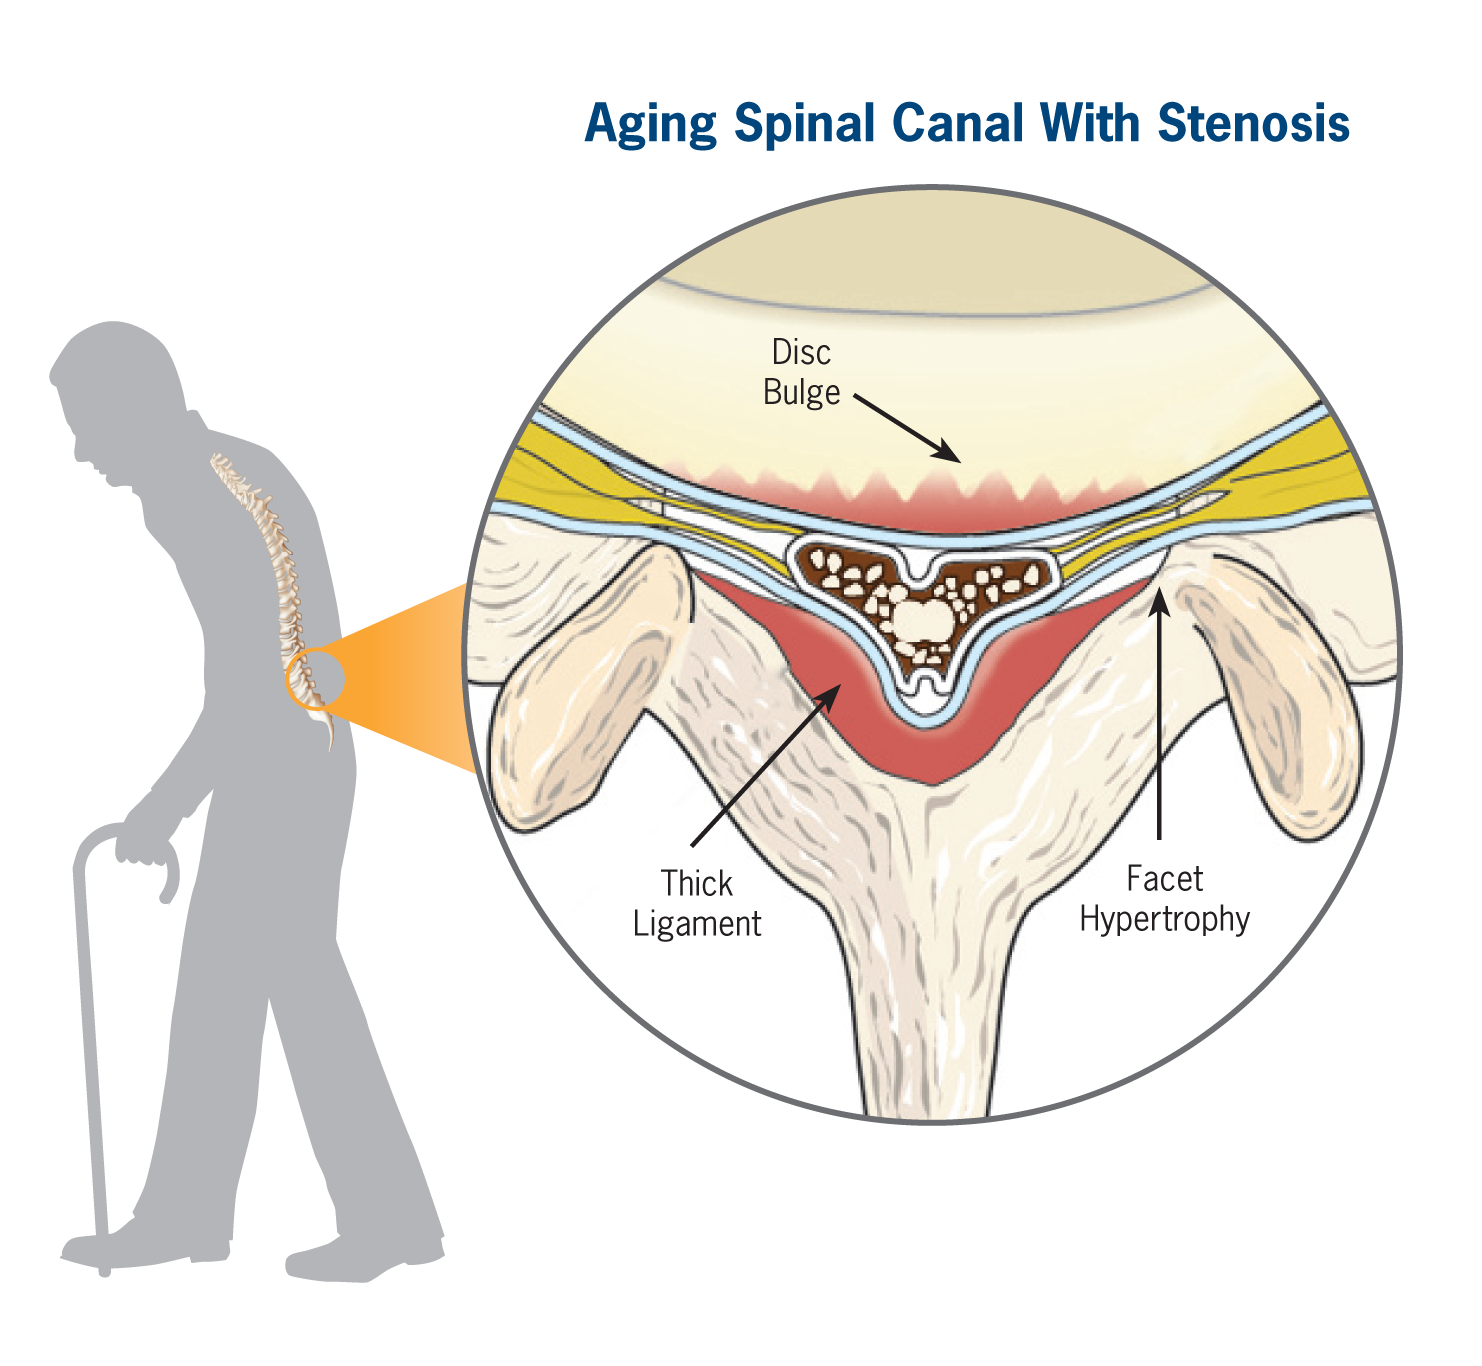 Aging Spinal Canal With Stenosis
Disc
Bulge
Thick
Ligament
Facet
Hypertrophy